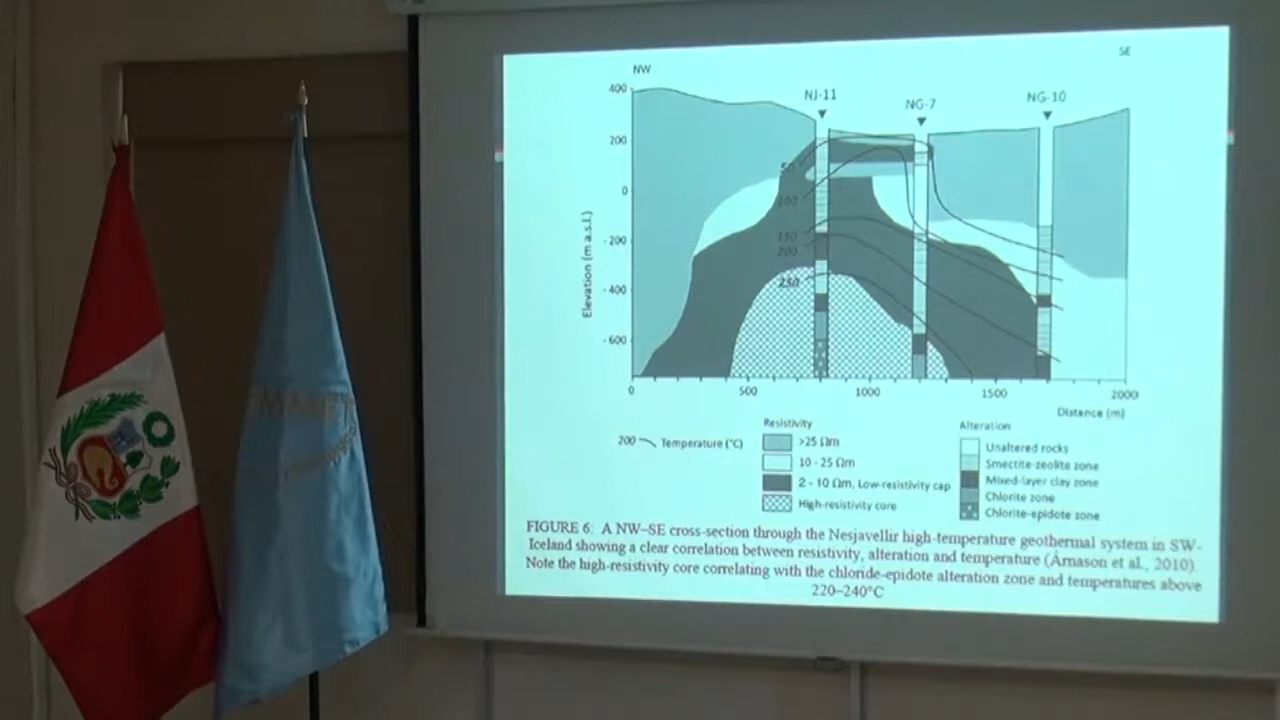 NW
SE
NJ-11
NG-7
NG-10
400
200
0
- 200
- 400
- 600
Elevation (m a.s.l.)
50
100
150
200
250
0
500
1000
1500
2000
Distance (m)
200 Temperature (°C)
Resistivity
>25 Ωm
10 - 25 Ωm
2 - 10 Ωm, Low-resistivity cap
High-resistivity core
Alteration
Unaltered rocks
Smectite-zeolite zone
Mixed-layer clay zone
Chlorite zone
Chlorite-epidote zone
FIGURE 6: A NW–SE cross-section through the Nesjavellir high-temperature geothermal system in SW-
Iceland showing a clear correlation between resistivity, alteration and temperature (Árnason et al., 2010).
Note the high-resistivity core correlating with the chloride-epidote alteration zone and temperatures above
220–240°C